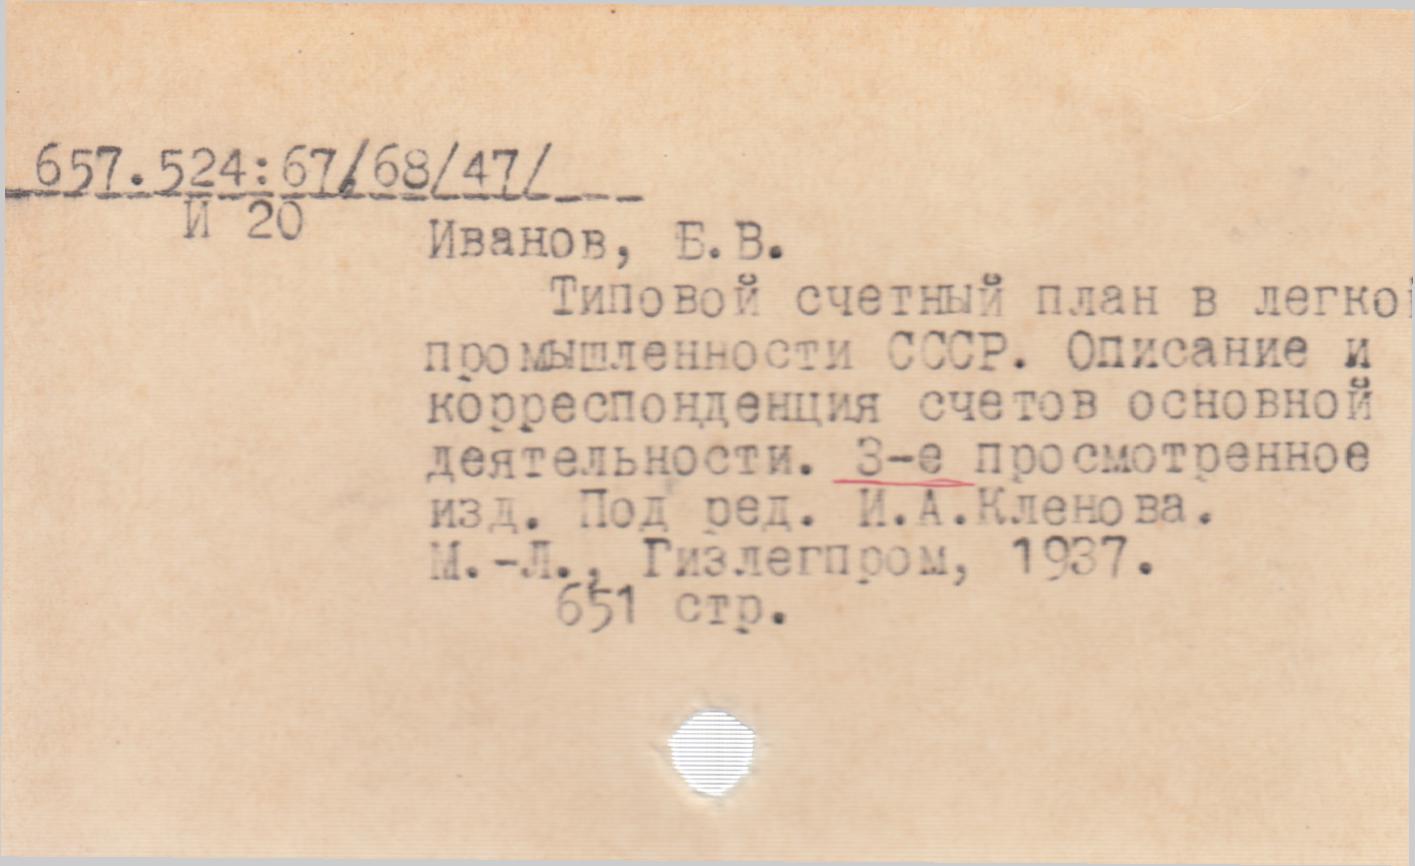 657.524:67/68/47/
И 20
Иванов, Б.В.
Типовой счетный план в легкой
промышленности СССР. Описание и
корреспонденция счетов основной
деятельности. 3-е просмотренное
изд. Под ред. И.А.Кленова.
М.-Л., Гизлегпром, 1937.
651 стр.